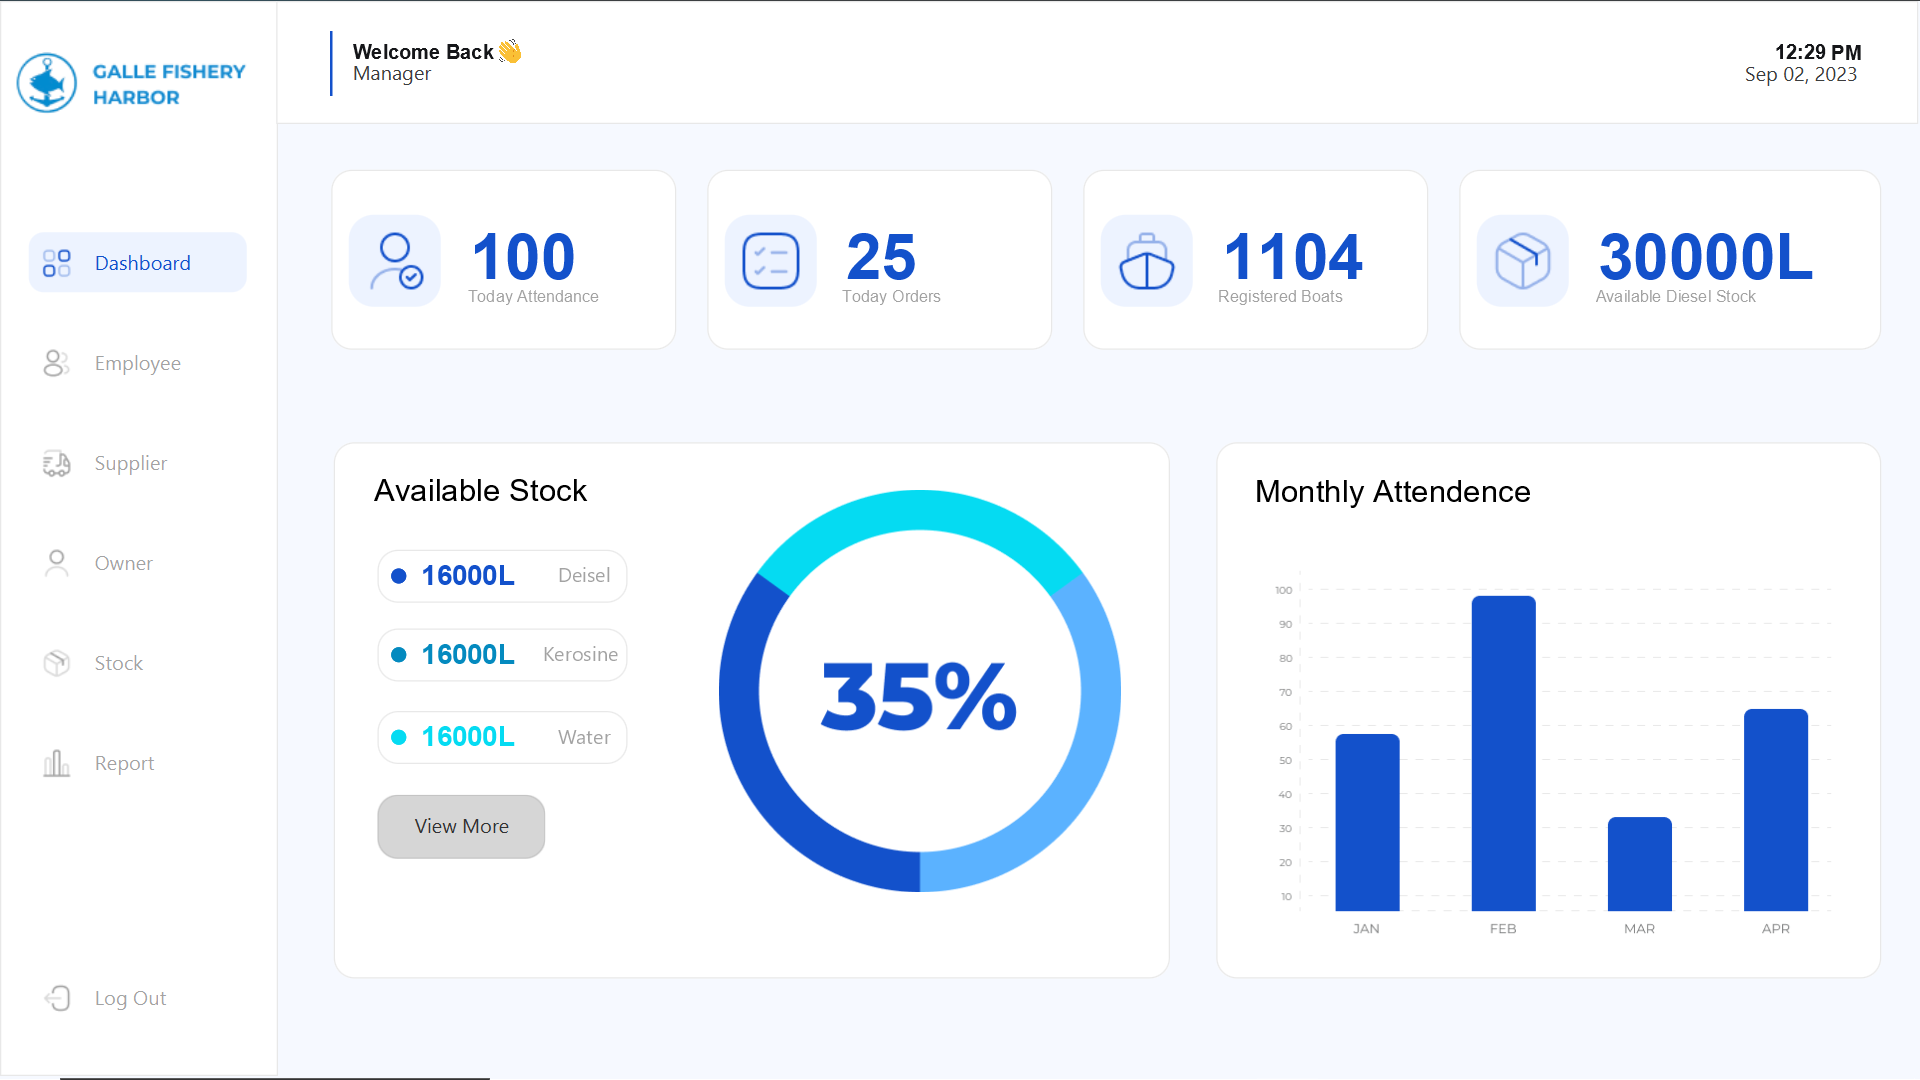 GALLE FISHERY
HARBOR
Dashboard
Employee
Supplier
Owner
Stock
Report
Log Out
Welcome Back👋
Manager
12:29 PM
Sep 02, 2023
100
Today Attendance
25
Today Orders
1104
Registered Boats
30000L
Available Diesel Stock
Available Stock
16000L Deisel
16000L Kerosine
16000L Water
View More
35%
Monthly Attendence
100
90
80
70
60
50
40
30
20
10
JAN FEB MAR APR